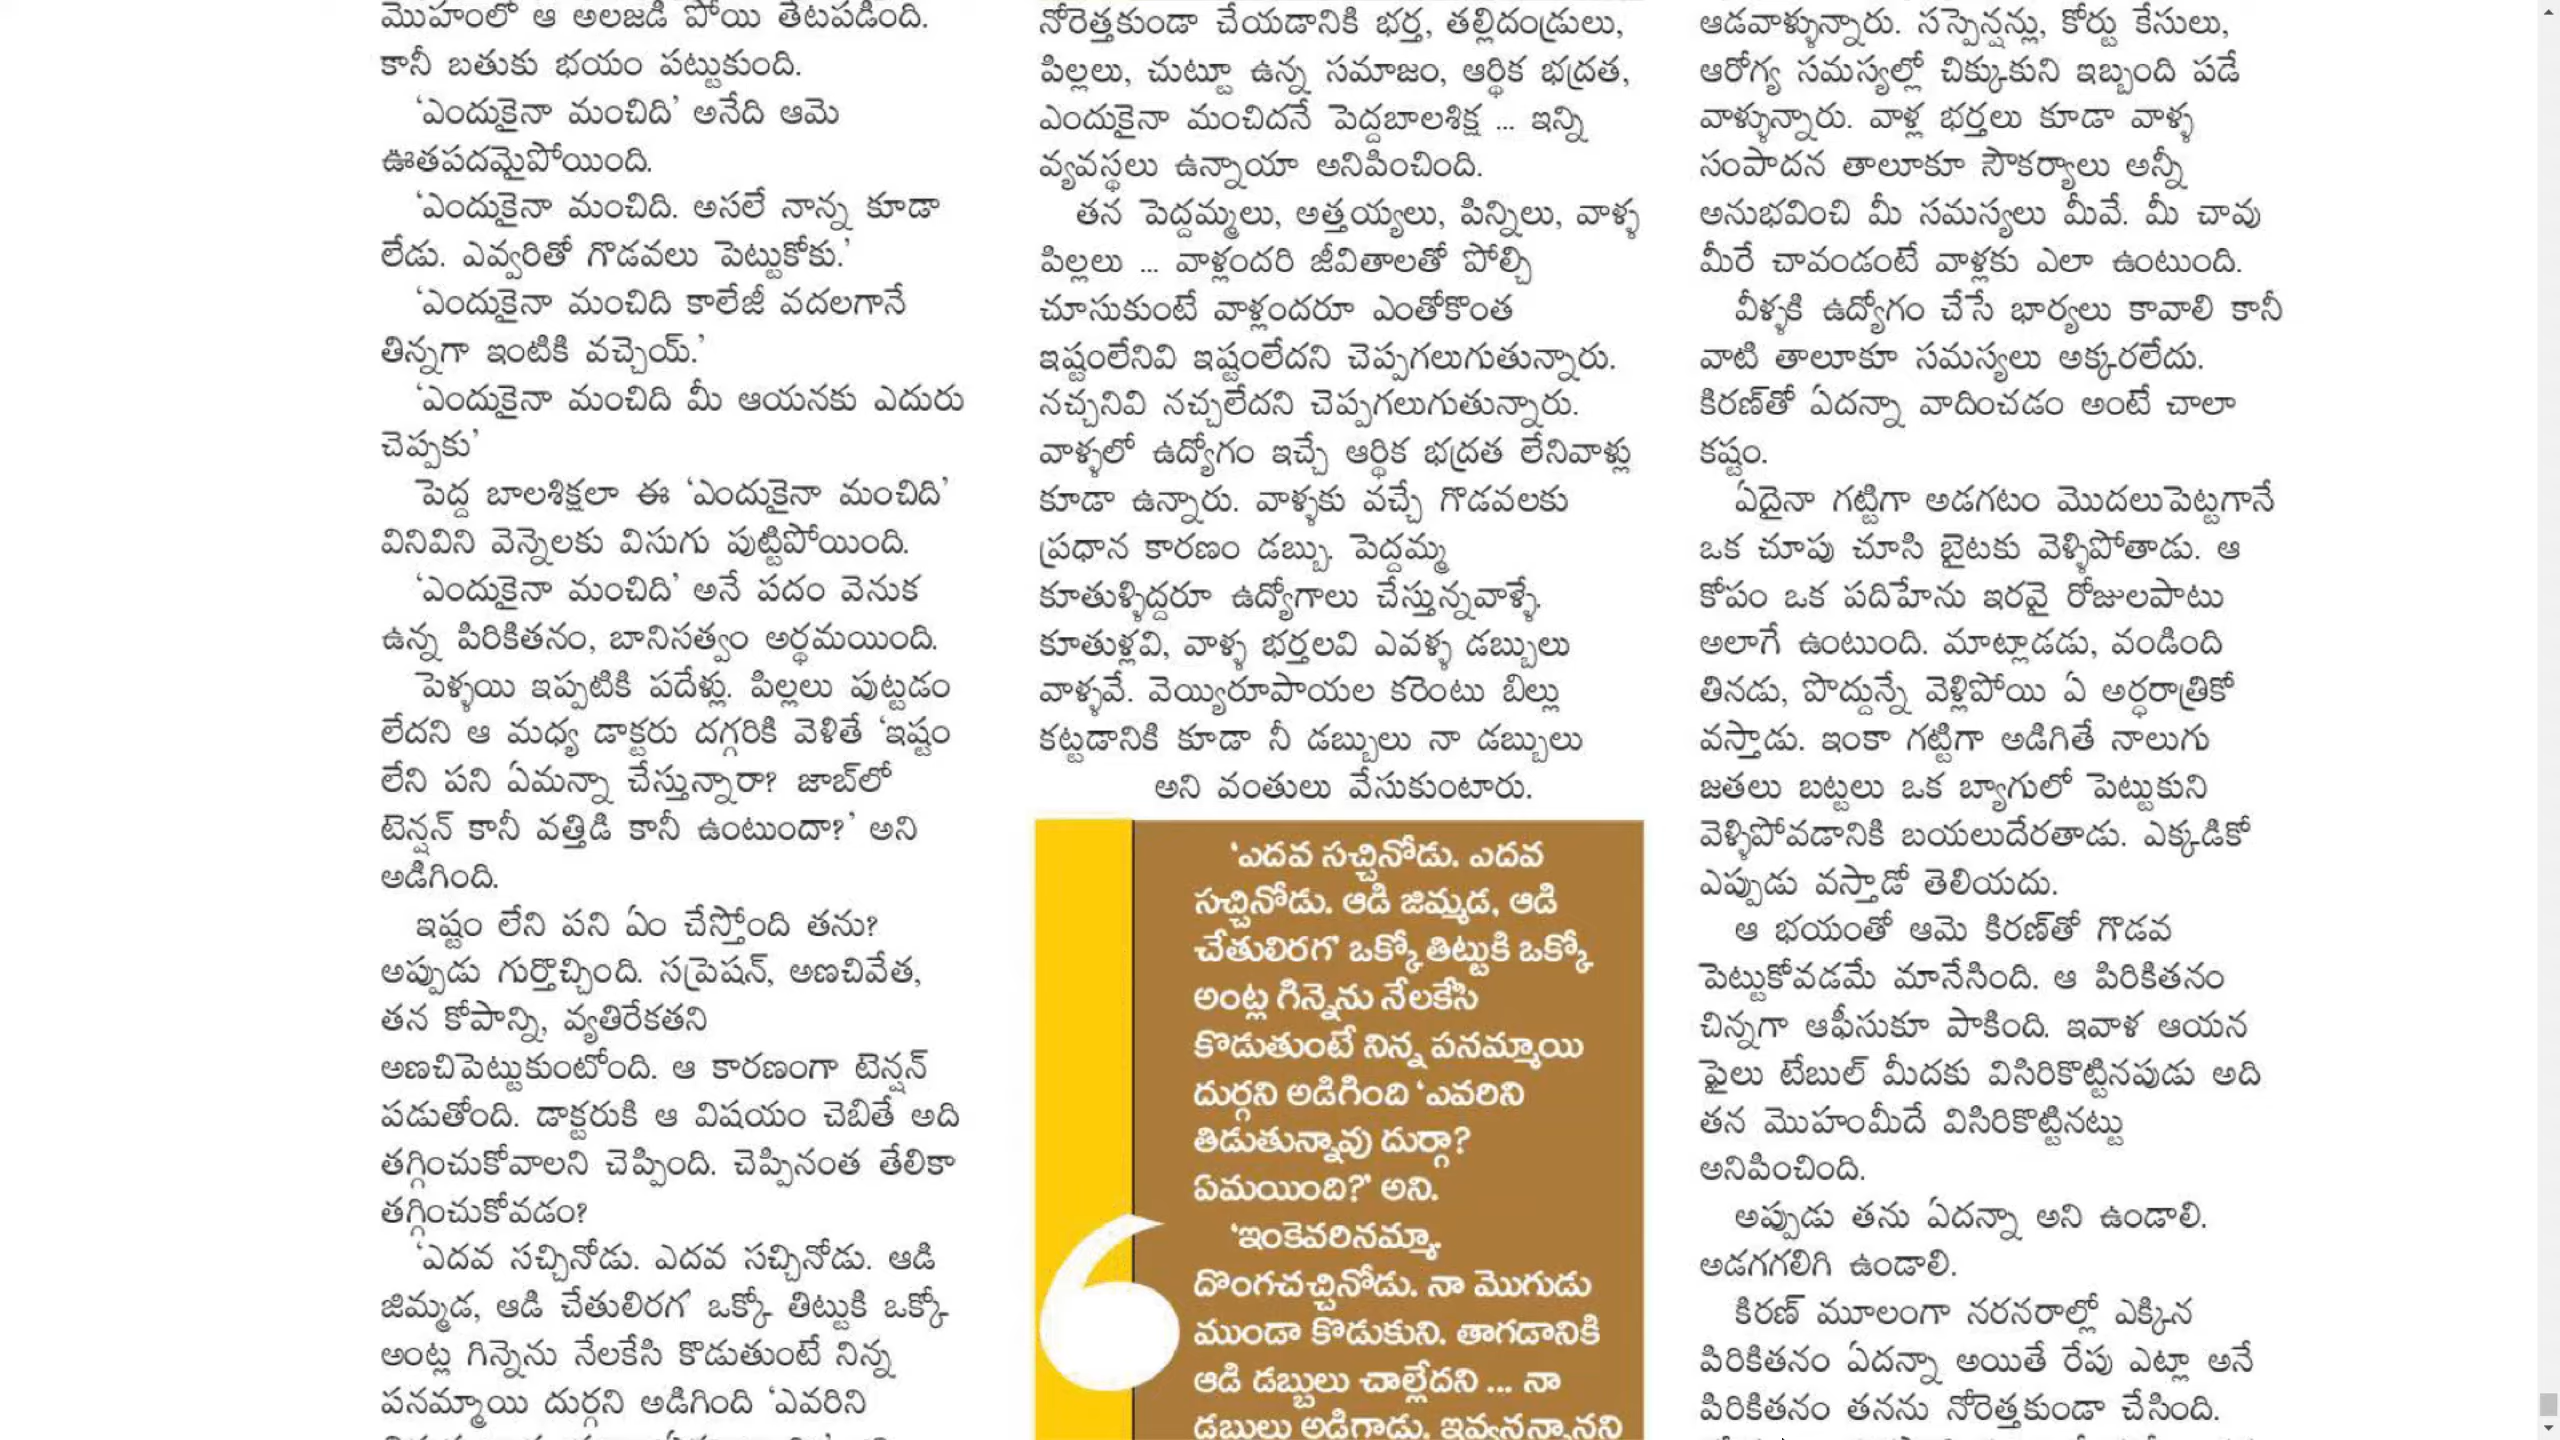 మొహంలో ఆ అలజడి పోయి తేటపడింది.
కానీ బతుకు భయం పట్టుకుంది.
‘ఎందుకైనా మంచిది’ అనేది ఆమె
ఊతపదమైపోయింది.
‘ఎందుకైనా మంచిది. అసలే నాన్న కూడా
లేడు. ఎవ్వరితో గొడవలు పెట్టుకోకు.’
‘ఎందుకైనా మంచిది కాలేజీ వదలగానే
తిన్నగా ఇంటికి వచ్చెయ్.’
‘ఎందుకైనా మంచిది మీ ఆయనకు ఎదురు
చెప్పకు’
పెద్ద బాలశిక్షలా ఈ ‘ఎందుకైనా మంచిది’
వినివిని వెన్నెలకు విసుగు పుట్టిపోయింది.
‘ఎందుకైనా మంచిది’ అనే పదం వెనుక
ఉన్న పిరికితనం, బానిసత్వం అర్థమయింది.
పెళ్ళయి ఇప్పటికి పదేళ్లు. పిల్లలు పుట్టడం
లేదని ఆ మధ్య డాక్టరు దగ్గరికి వెళితే ‘ఇష్టం
లేని పని ఏమన్నా చేస్తున్నారా? జాబ్‌లో
టెన్షన్ కానీ వత్తిడి కానీ ఉంటుందా?’ అని
అడిగింది.
ఇష్టం లేని పని ఏం చేస్తోంది తను?
అప్పుడు గుర్తొచ్చింది. సప్రెషన్, అణచివేత,
తన కోపాన్ని, వ్యతిరేకతని
అణచిపెట్టుకుంటోంది. ఆ కారణంగా టెన్షన్
పడుతోంది. డాక్టరుకి ఆ విషయం చెబితే అది
తగ్గించుకోవాలని చెప్పింది. చెప్పినంత తేలికా
తగ్గించుకోవడం?
‘ఎదవ సచ్చినోడు. ఎదవ సచ్చినోడు. ఆడి
జిమ్మడ, ఆడి చేతులిరగ’ ఒక్కో తిట్టుకి ఒక్కో
అంట్ల గిన్నెను నేలకేసి కొడుతుంటే నిన్న
పనమ్మాయి దుర్గని అడిగింది ‘ఎవరిని
నోరెత్తకుండా చేయడానికి భర్త, తల్లిదండ్రులు,
పిల్లలు, చుట్టూ ఉన్న సమాజం, ఆర్థిక భద్రత,
ఎందుకైనా మంచిదనే పెద్దబాలశిక్ష ... ఇన్ని
వ్యవస్థలు ఉన్నాయా అనిపించింది.
తన పెద్దమ్మలు, అత్తయ్యలు, పిన్నిలు, వాళ్ళ
పిల్లలు ... వాళ్లందరి జీవితాలతో పోల్చి
చూసుకుంటే వాళ్లందరూ ఎంతోకొంత
ఇష్టంలేనివి ఇష్టంలేదని చెప్పగలుగుతున్నారు.
నచ్చనివి నచ్చలేదని చెప్పగలుగుతున్నారు.
వాళ్ళలో ఉద్యోగం ఇచ్చే ఆర్థిక భద్రత లేనివాళ్లు
కూడా ఉన్నారు. వాళ్ళకు వచ్చే గొడవలకు
ప్రధాన కారణం డబ్బు. పెద్దమ్మ
కూతుళ్ళిద్దరూ ఉద్యోగాలు చేస్తున్నవాళ్ళే.
కూతుళ్లవి, వాళ్ళ భర్తలవి ఎవళ్ళ డబ్బులు
వాళ్ళవే. వెయ్యిరూపాయల కరెంటు బిల్లు
కట్టడానికి కూడా నీ డబ్బులు నా డబ్బులు
అని వంతులు వేసుకుంటారు.
‘ఎదవ సచ్చినోడు. ఎదవ
సచ్చినోడు. ఆడి జిమ్మడ, ఆడి
చేతులిరగ’ ఒక్కో తిట్టుకి ఒక్కో
అంట్ల గిన్నెను నేలకేసి
కొడుతుంటే నిన్న పనమ్మాయి
దుర్గని అడిగింది ‘ఎవరిని
తిడుతున్నావు దుర్గా?
ఏమయింది?’ అని.
‘ఇంకెవరినమ్మా.
దొంగచచ్చినోడు. నా మొగుడు
ముండా కొడుకుని. తాగడానికి
ఆడి డబ్బులు చాల్లేదని ... నా
డబ్బులు అడిగాడు. ఇవ్వనన్నానని
ఆడవాళ్ళున్నారు. సస్పెన్షన్లు, కోర్టు కేసులు,
ఆరోగ్య సమస్యల్లో చిక్కుకుని ఇబ్బంది పడే
వాళ్ళున్నారు. వాళ్ల భర్తలు కూడా వాళ్ళ
సంపాదన తాలూకూ సౌకర్యాలు అన్నీ
అనుభవించి మీ సమస్యలు మీవే. మీ చావు
మీరే చావండంటే వాళ్లకు ఎలా ఉంటుంది.
వీళ్ళకి ఉద్యోగం చేసే భార్యలు కావాలి కానీ
వాటి తాలూకూ సమస్యలు అక్కరలేదు.
కిరణ్‌తో ఏదన్నా వాదించడం అంటే చాలా
కష్టం.
ఏదైనా గట్టిగా అడగటం మొదలుపెట్టగానే
ఒక చూపు చూసి బైటకు వెళ్ళిపోతాడు. ఆ
కోపం ఒక పదిహేను ఇరవై రోజులపాటు
అలాగే ఉంటుంది. మాట్లాడడు, వండింది
తినడు, పొద్దున్నే వెళ్లిపోయి ఏ అర్ధరాత్రికో
వస్తాడు. ఇంకా గట్టిగా అడిగితే నాలుగు
జతలు బట్టలు ఒక బ్యాగులో పెట్టుకుని
వెళ్ళిపోవడానికి బయలుదేరతాడు. ఎక్కడికో
ఎప్పుడు వస్తాడో తెలియదు.
ఆ భయంతో ఆమె కిరణ్‌తో గొడవ
పెట్టుకోవడమే మానేసింది. ఆ పిరికితనం
చిన్నగా ఆఫీసుకూ పాకింది. ఇవాళ ఆయన
ఫైలు టేబుల్ మీదకు విసిరికొట్టినపుడు అది
తన మొహంమీదే విసిరికొట్టినట్టు
అనిపించింది.
అప్పుడు తను ఏదన్నా అని ఉండాలి.
అడగగలిగి ఉండాలి.
కిరణ్ మూలంగా నరనరాల్లో ఎక్కిన
పిరికితనం ఏదన్నా అయితే రేపు ఎట్లా అనే
పిరికితనం తనను నోరెత్తకుండా చేసింది.